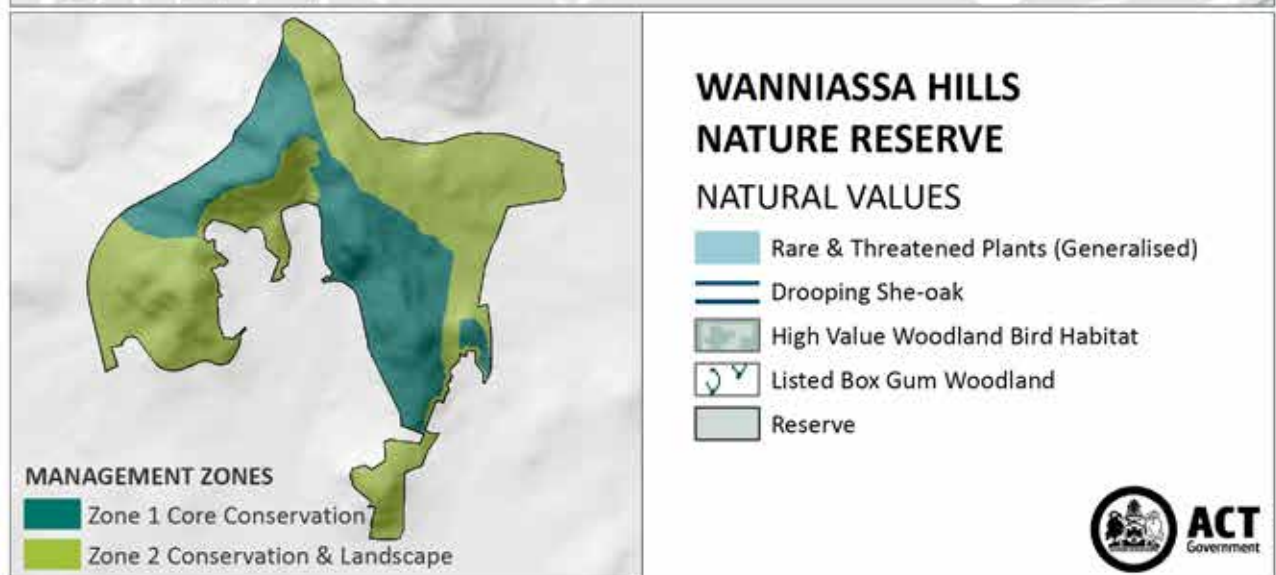 MANAGEMENT ZONES
Zone 1 Core Conservation
Zone 2 Conservation & Landscape
WANNIASSA HILLS
NATURE RESERVE
NATURAL VALUES
Rare & Threatened Plants (Generalised)
Drooping She-oak
High Value Woodland Bird Habitat
Listed Box Gum Woodland
Reserve
ACT
Government